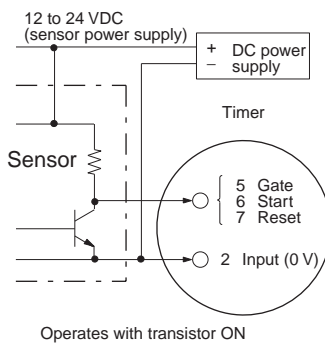 12 to 24 VDC
(sensor power supply)
+ DC power
− supply
Timer
Sensor
5 Gate
6 Start
7 Reset
2 Input (0 V)
Operates with transistor ON